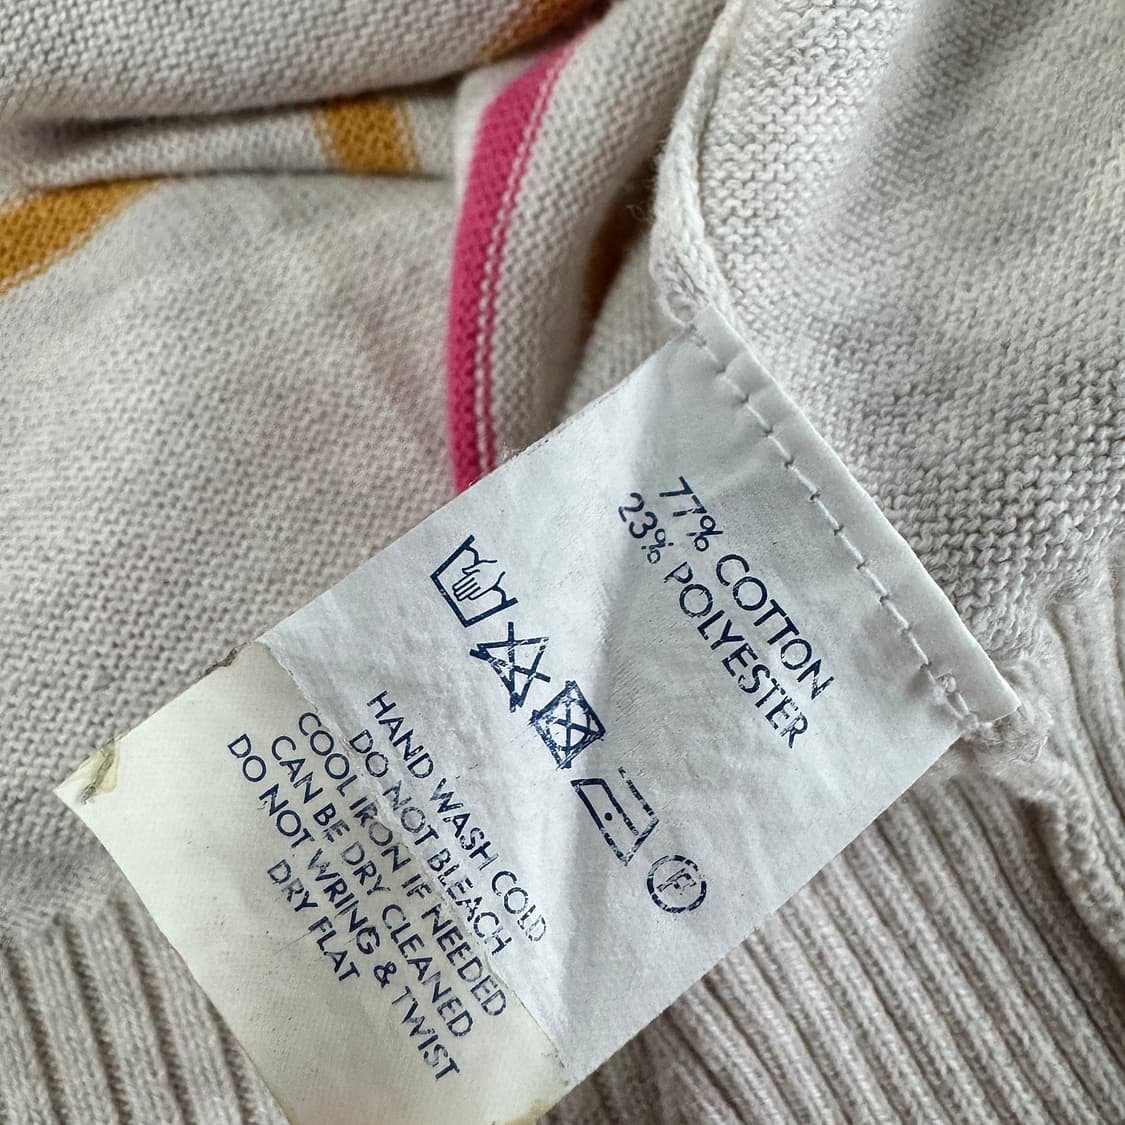 77% COTTON
23% POLYESTER
F
HAND WASH COLD
DO NOT BLEACH
COOL IRON IF NEEDED
CAN BE DRY CLEANED
DO NOT WRING & TWIST
DRY FLAT